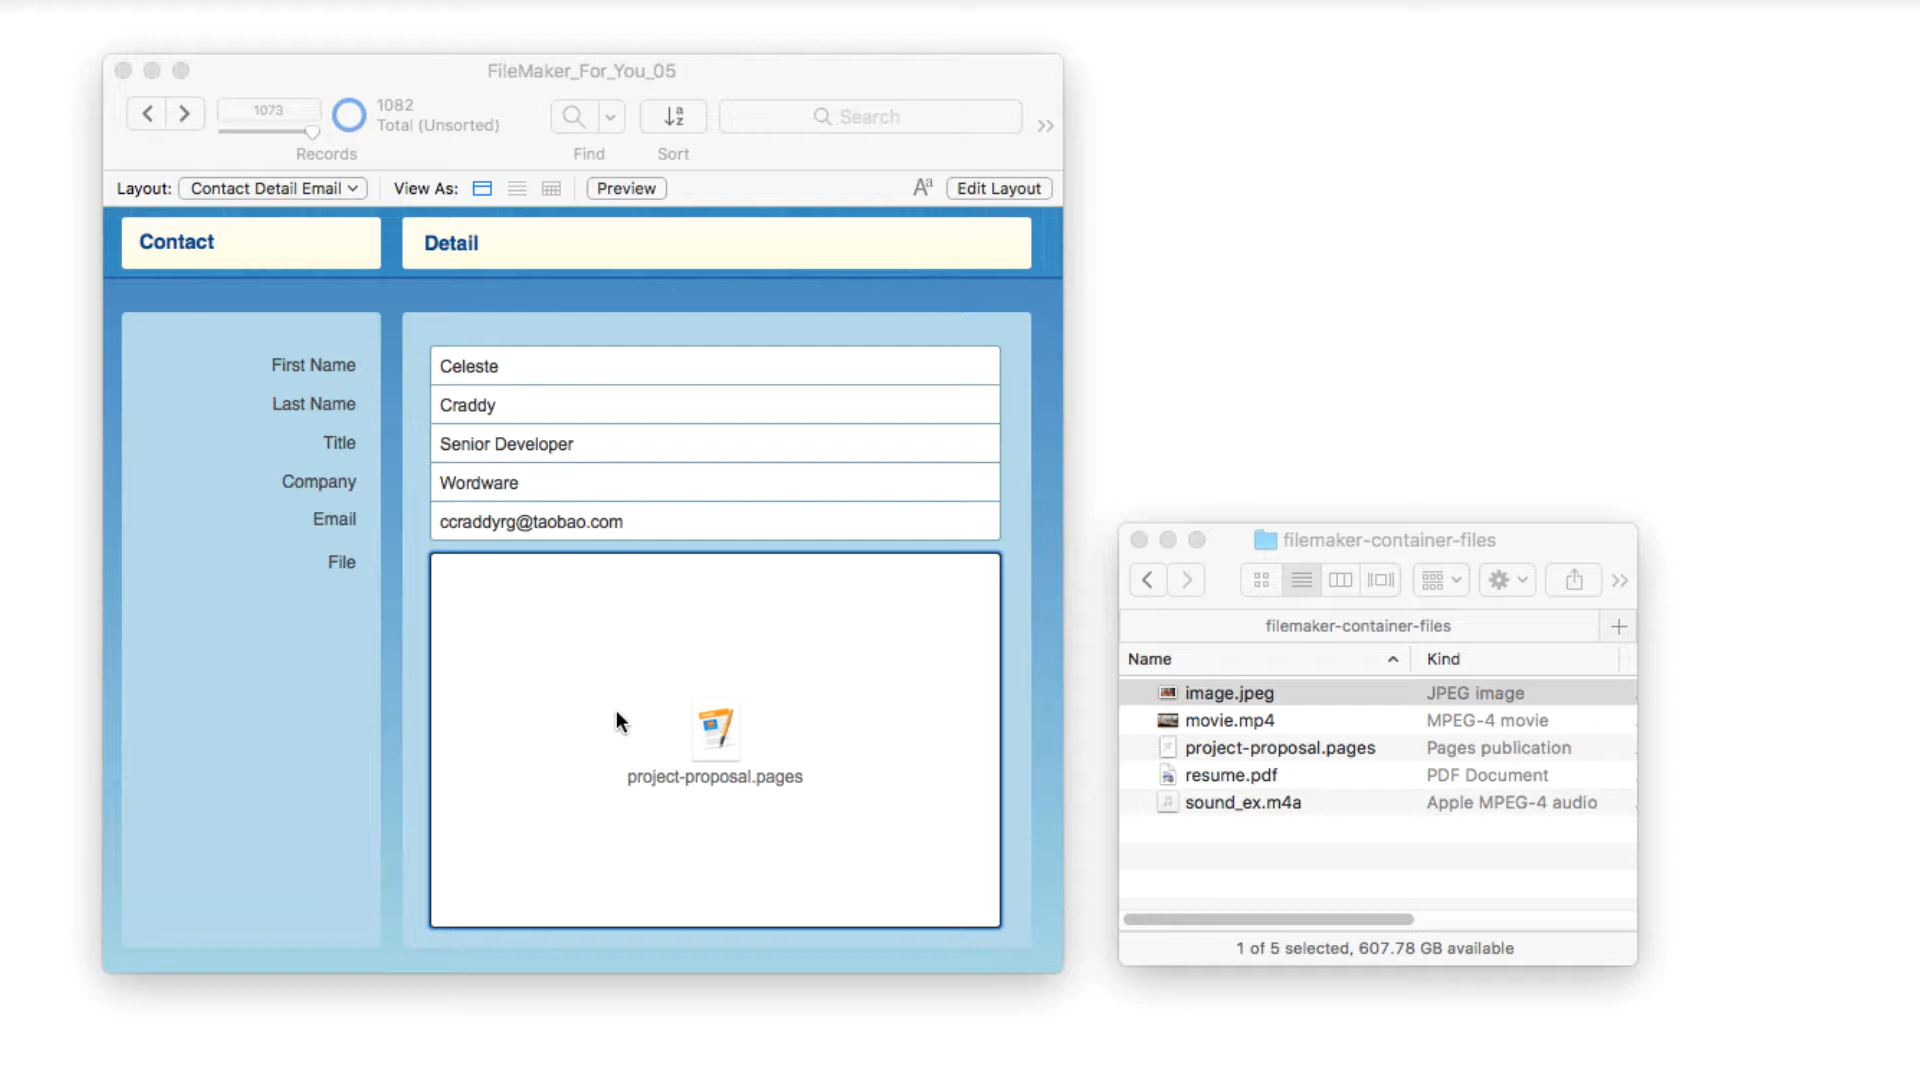 FileMaker_For_You_05
1073
1082
Total (Unsorted)
Search
Records
Find
Sort
Layout: Contact Detail Email
View As:
Preview
Aa
Edit Layout
Contact
Detail
First Name
Celeste
Last Name
Craddy
Title
Senior Developer
Company
Wordware
Email
ccraddyrg@taobao.com
File
project-proposal.pages
filemaker-container-files
filemaker-container-files
Name
Kind
image.jpeg
JPEG image
movie.mp4
MPEG-4 movie
project-proposal.pages
Pages publication
resume.pdf
PDF Document
sound_ex.m4a
Apple MPEG-4 audio
1 of 5 selected, 607.78 GB available